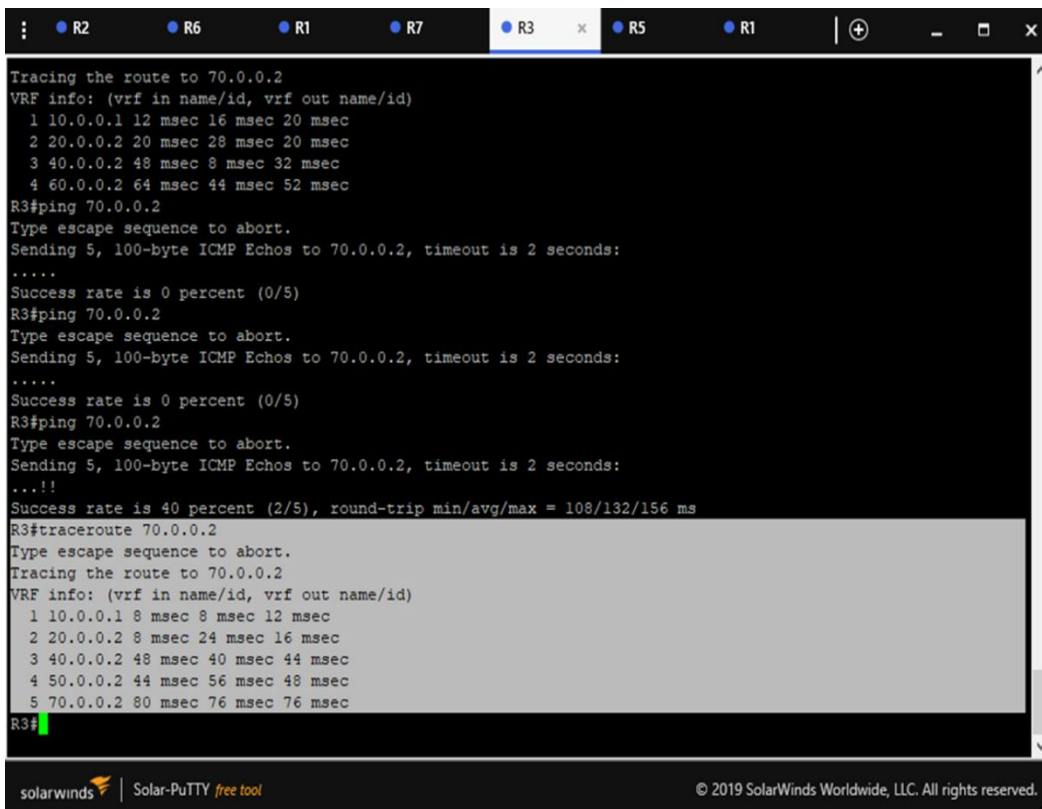 R2 R6 R1 R7 R3 R5 R1
Tracing the route to 70.0.0.2
VRF info: (vrf in name/id, vrf out name/id)
1 10.0.0.1 12 msec 16 msec 20 msec
2 20.0.0.2 20 msec 28 msec 20 msec
3 40.0.0.2 48 msec 8 msec 32 msec
4 60.0.0.2 64 msec 44 msec 52 msec
R3#ping 70.0.0.2
Type escape sequence to abort.
Sending 5, 100-byte ICMP Echos to 70.0.0.2, timeout is 2 seconds:
.....
Success rate is 0 percent (0/5)
R3#ping 70.0.0.2
Type escape sequence to abort.
Sending 5, 100-byte ICMP Echos to 70.0.0.2, timeout is 2 seconds:
.....
Success rate is 0 percent (0/5)
R3#ping 70.0.0.2
Type escape sequence to abort.
Sending 5, 100-byte ICMP Echos to 70.0.0.2, timeout is 2 seconds:
...!!
Success rate is 40 percent (2/5), round-trip min/avg/max = 108/132/156 ms
R3#traceroute 70.0.0.2
Type escape sequence to abort.
Tracing the route to 70.0.0.2
VRF info: (vrf in name/id, vrf out name/id)
1 10.0.0.1 8 msec 8 msec 12 msec
2 20.0.0.2 8 msec 24 msec 16 msec
3 40.0.0.2 48 msec 40 msec 44 msec
4 50.0.0.2 44 msec 56 msec 48 msec
5 70.0.0.2 80 msec 76 msec 76 msec
R3#
solarwinds Solar-PuTTY free tool © 2019 SolarWinds Worldwide, LLC. All rights reserved.